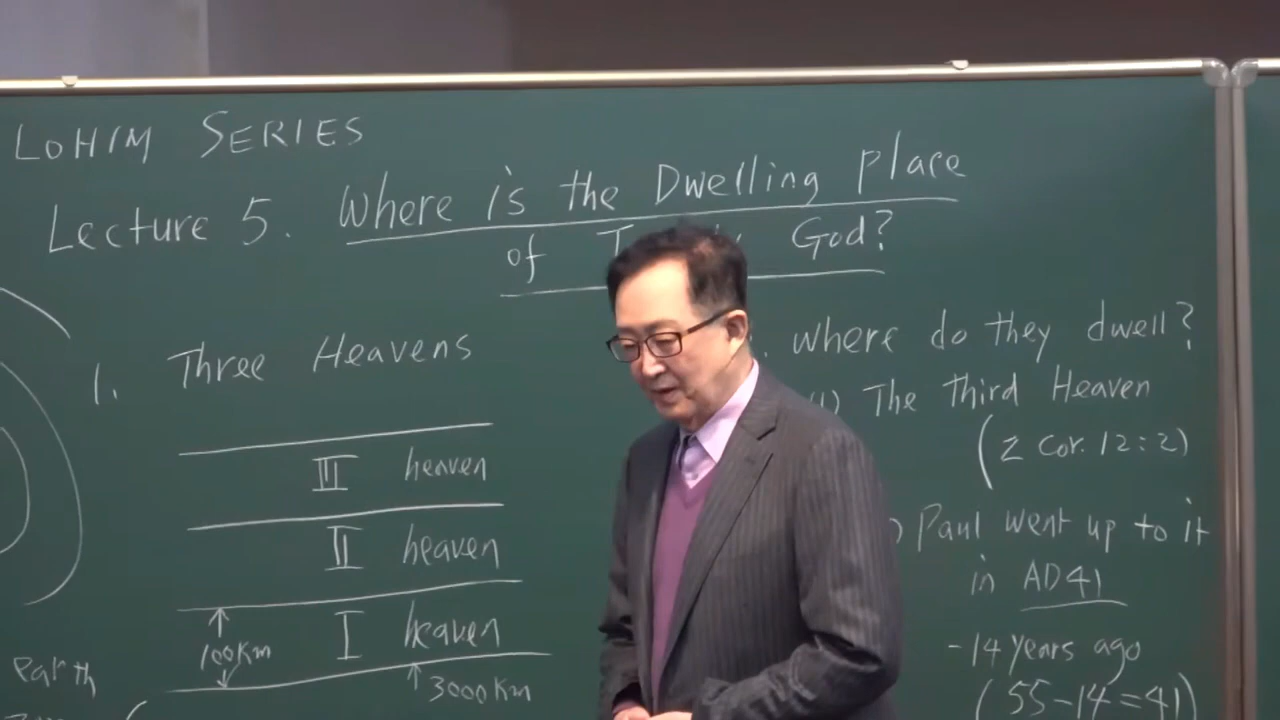 LOHIM SERIES
Lecture 5. Where is the Dwelling Place
of God?
1. Three Heavens
III heaven
II heaven
I heaven
100Km
3000Km
earth
Where do they dwell?
(1) The Third Heaven
(2 Cor. 12:2)
) Paul went up to it
in AD41
-14 years ago
(55-14=41)